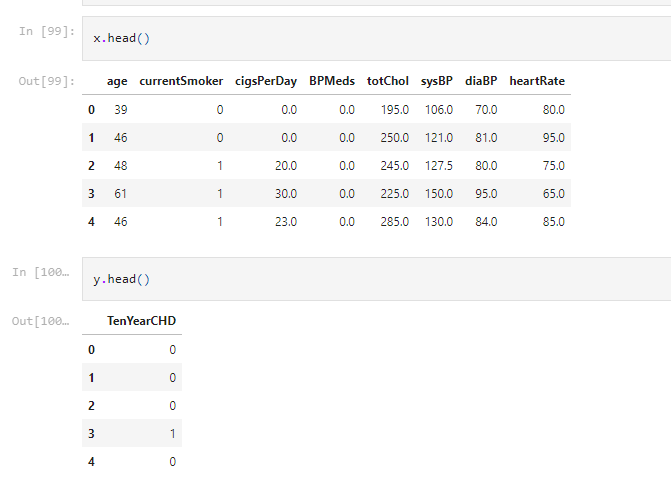 In [99]:
x.head()
Out[99]:
age currentSmoker cigsPerDay BPMeds totChol sysBP diaBP heartRate
0 39 0 0.0 0.0 195.0 106.0 70.0 80.0
1 46 0 0.0 0.0 250.0 121.0 81.0 95.0
2 48 1 20.0 0.0 245.0 127.5 80.0 75.0
3 61 1 30.0 0.0 225.0 150.0 95.0 65.0
4 46 1 23.0 0.0 285.0 130.0 84.0 85.0
In [100…
y.head()
Out[100…
TenYearCHD
0 0
1 0
2 0
3 1
4 0